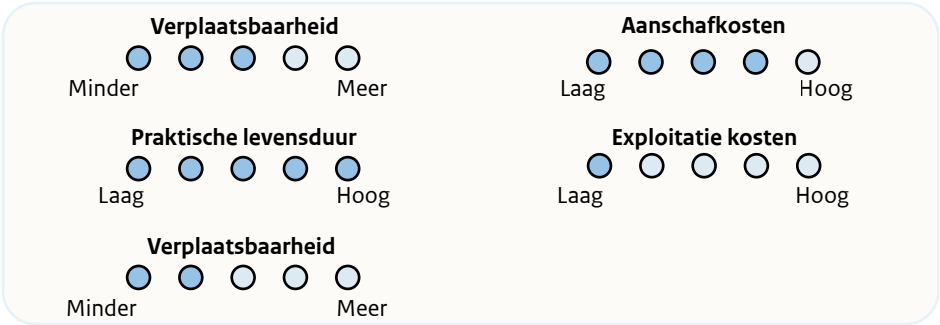 Verplaatsbaarheid
Minder Meer
Praktische levensduur
Laag Hoog
Verplaatsbaarheid
Minder Meer
Aanschafkosten
Laag Hoog
Exploitatie kosten
Laag Hoog